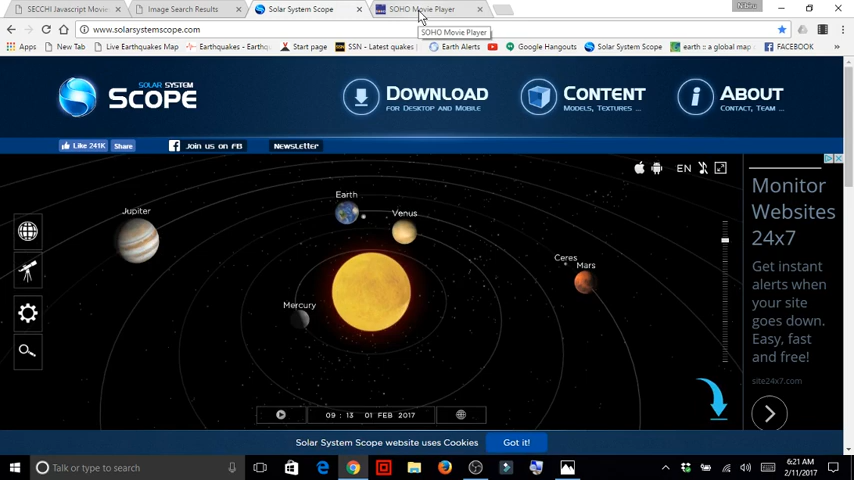 SECCHI Javascript Movie
Image Search Results
Solar System Scope
SOHO Movie Player
www.solarsystemscope.com
SOHO Movie Player
Apps
New Tab
Live Earthquakes Map
Earthquakes - Earthqu
Start page
SSN - Latest quakes
Earth Alerts
Google Hangouts
Solar System Scope
earth :: a global map
FACEBOOK
SOLAR SYSTEM
SCOPE
DOWNLOAD
FOR DESKTOP AND MOBILE
CONTENT
MODELS, TEXTURES ...
ABOUT
CONTACT, TEAM ...
Like 241K
Share
Join us on FB
Newsletter
EN
Jupiter
Earth
Venus
Ceres
Mars
Mercury
Monitor
Websites
24x7
Get instant
alerts when
your site
goes down.
Easy, fast
and free!
site24x7.com
09 : 13 01 FEB 2017
Solar System Scope website uses Cookies
Got it!
Talk to type to search
6:21 AM
2/11/2017